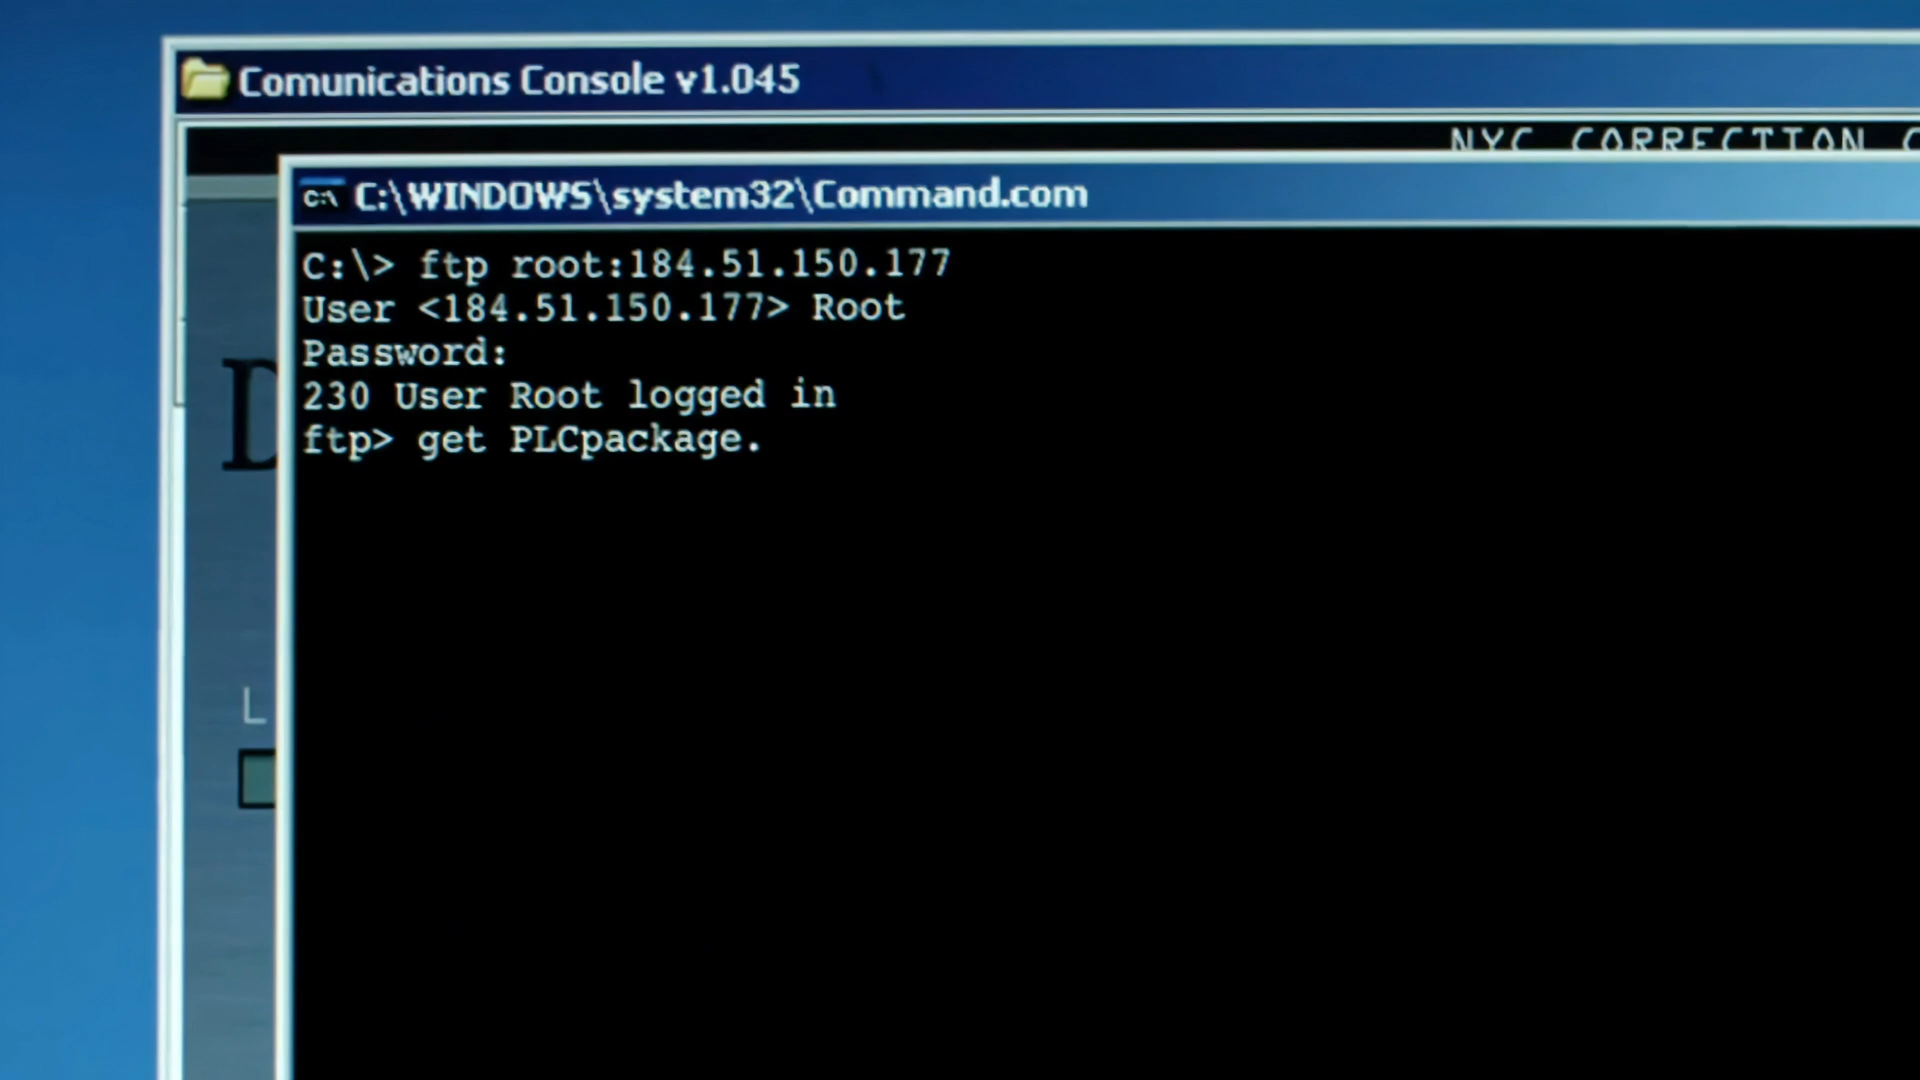 Comunications Console v1.045
NYC CORRECTION
C:\WINDOWS\system32\Command.com
C:\> ftp root:184.51.150.177
User <184.51.150.177> Root
Password:
230 User Root logged in
ftp> get PLCpackage.
D
L